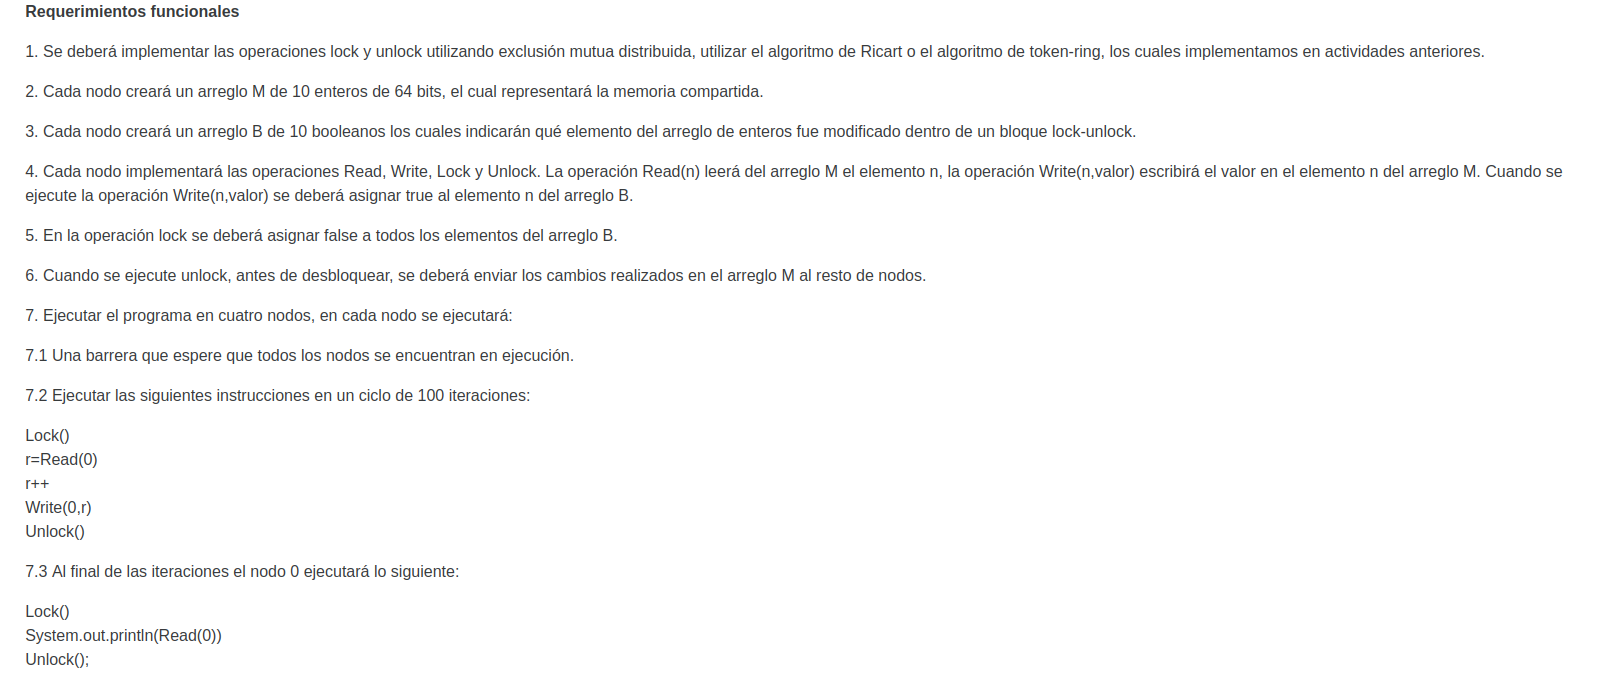 Requerimientos funcionales
1. Se deberá implementar las operaciones lock y unlock utilizando exclusión mutua distribuida, utilizar el algoritmo de Ricart o el algoritmo de token-ring, los cuales implementamos en actividades anteriores.
2. Cada nodo creará un arreglo M de 10 enteros de 64 bits, el cual representará la memoria compartida.
3. Cada nodo creará un arreglo B de 10 booleanos los cuales indicarán qué elemento del arreglo de enteros fue modificado dentro de un bloque lock-unlock.
4. Cada nodo implementará las operaciones Read, Write, Lock y Unlock. La operación Read(n) leerá del arreglo M el elemento n, la operación Write(n,valor) escribirá el valor en el elemento n del arreglo M. Cuando se
ejecute la operación Write(n,valor) se deberá asignar true al elemento n del arreglo B.
5. En la operación lock se deberá asignar false a todos los elementos del arreglo B.
6. Cuando se ejecute unlock, antes de desbloquear, se deberá enviar los cambios realizados en el arreglo M al resto de nodos.
7. Ejecutar el programa en cuatro nodos, en cada nodo se ejecutará:
7.1 Una barrera que espere que todos los nodos se encuentran en ejecución.
7.2 Ejecutar las siguientes instrucciones en un ciclo de 100 iteraciones:
Lock()
r=Read(0)
r++
Write(0,r)
Unlock()
7.3 Al final de las iteraciones el nodo 0 ejecutará lo siguiente:
Lock()
System.out.println(Read(0))
Unlock();